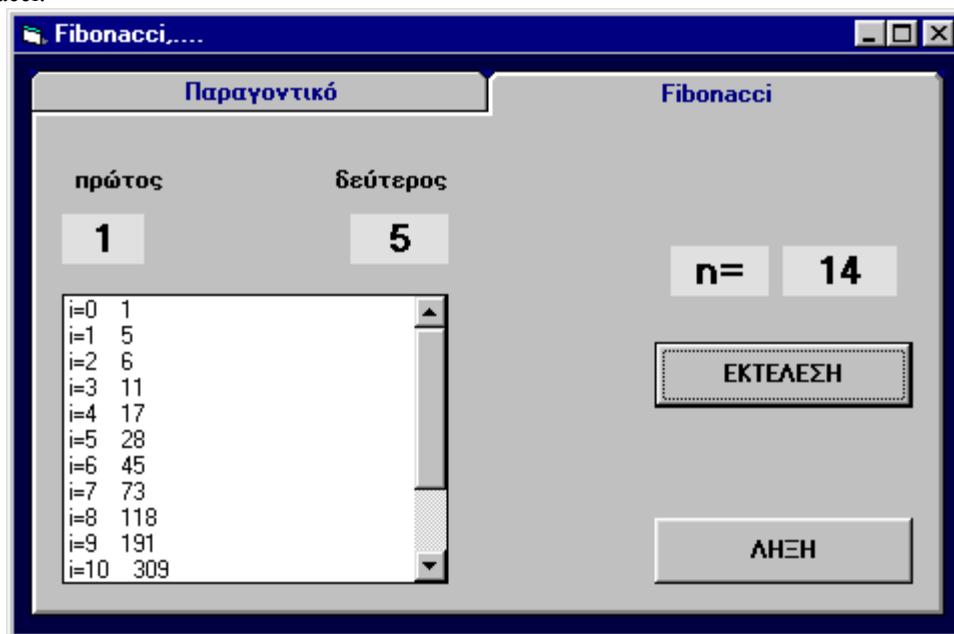 Fibonacci,....
Παραγοντικό
Fibonacci
πρώτος
δεύτερος
1
5
n=
14
i=0 1
i=1 5
i=2 6
i=3 11
i=4 17
i=5 28
i=6 45
i=7 73
i=8 118
i=9 191
i=10 309
ΕΚΤΕΛΕΣΗ
ΛΗΞΗ